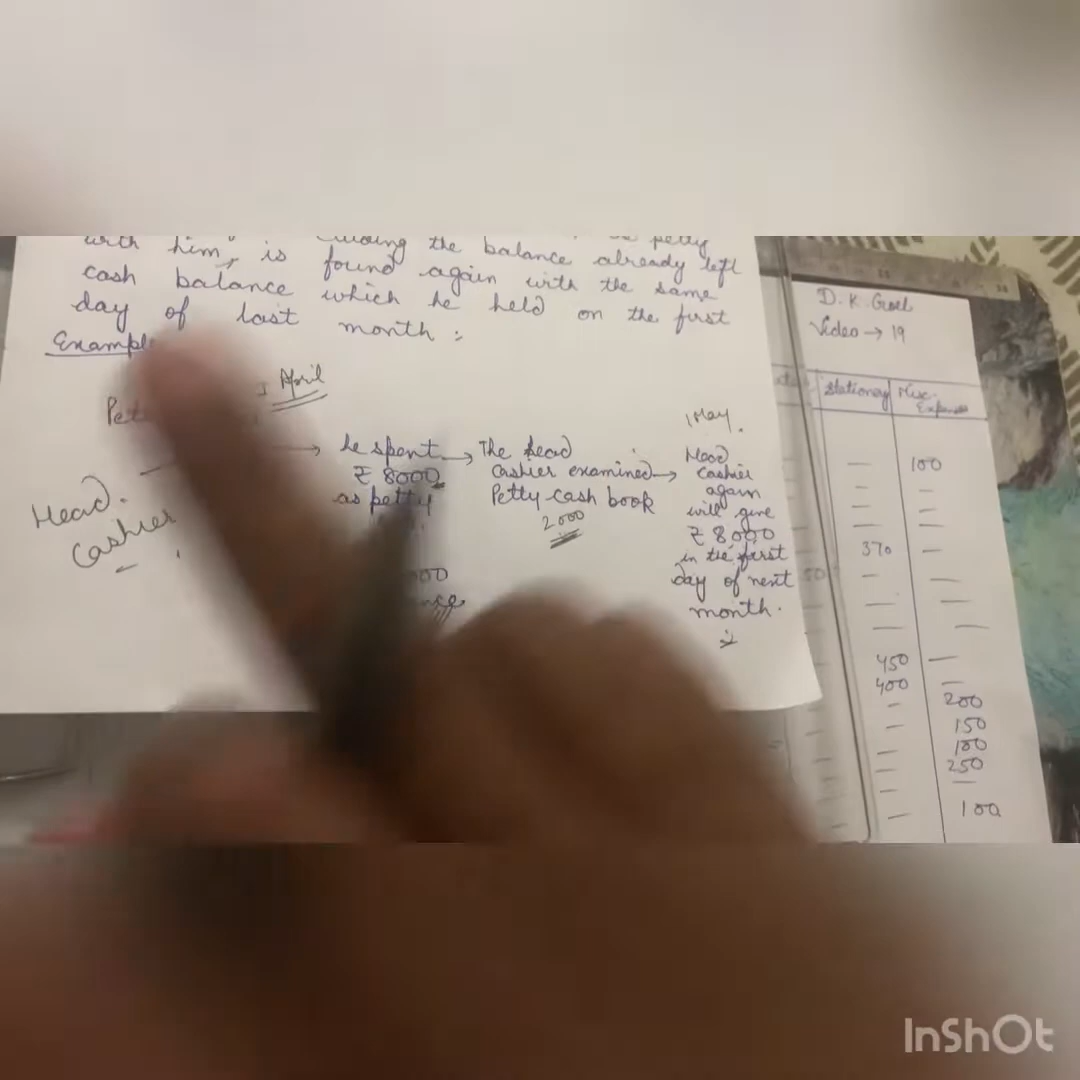 with him, is
the balance already left
cash balance found again with the same
day of last month : which he held on the first
Example
April
he spent → The head
₹ 8000 cashier examined →
as petty Petty cash book
2000
Head
Cashier
1 May.
Head
cashier
again
will give
₹ 8000
in the first
day of next
month.
D. K. Goel
Video → 19
Stationery Misc. Expenses
— 100
370 —
450 —
400 —
200
150
100
250
—
100
InShOt